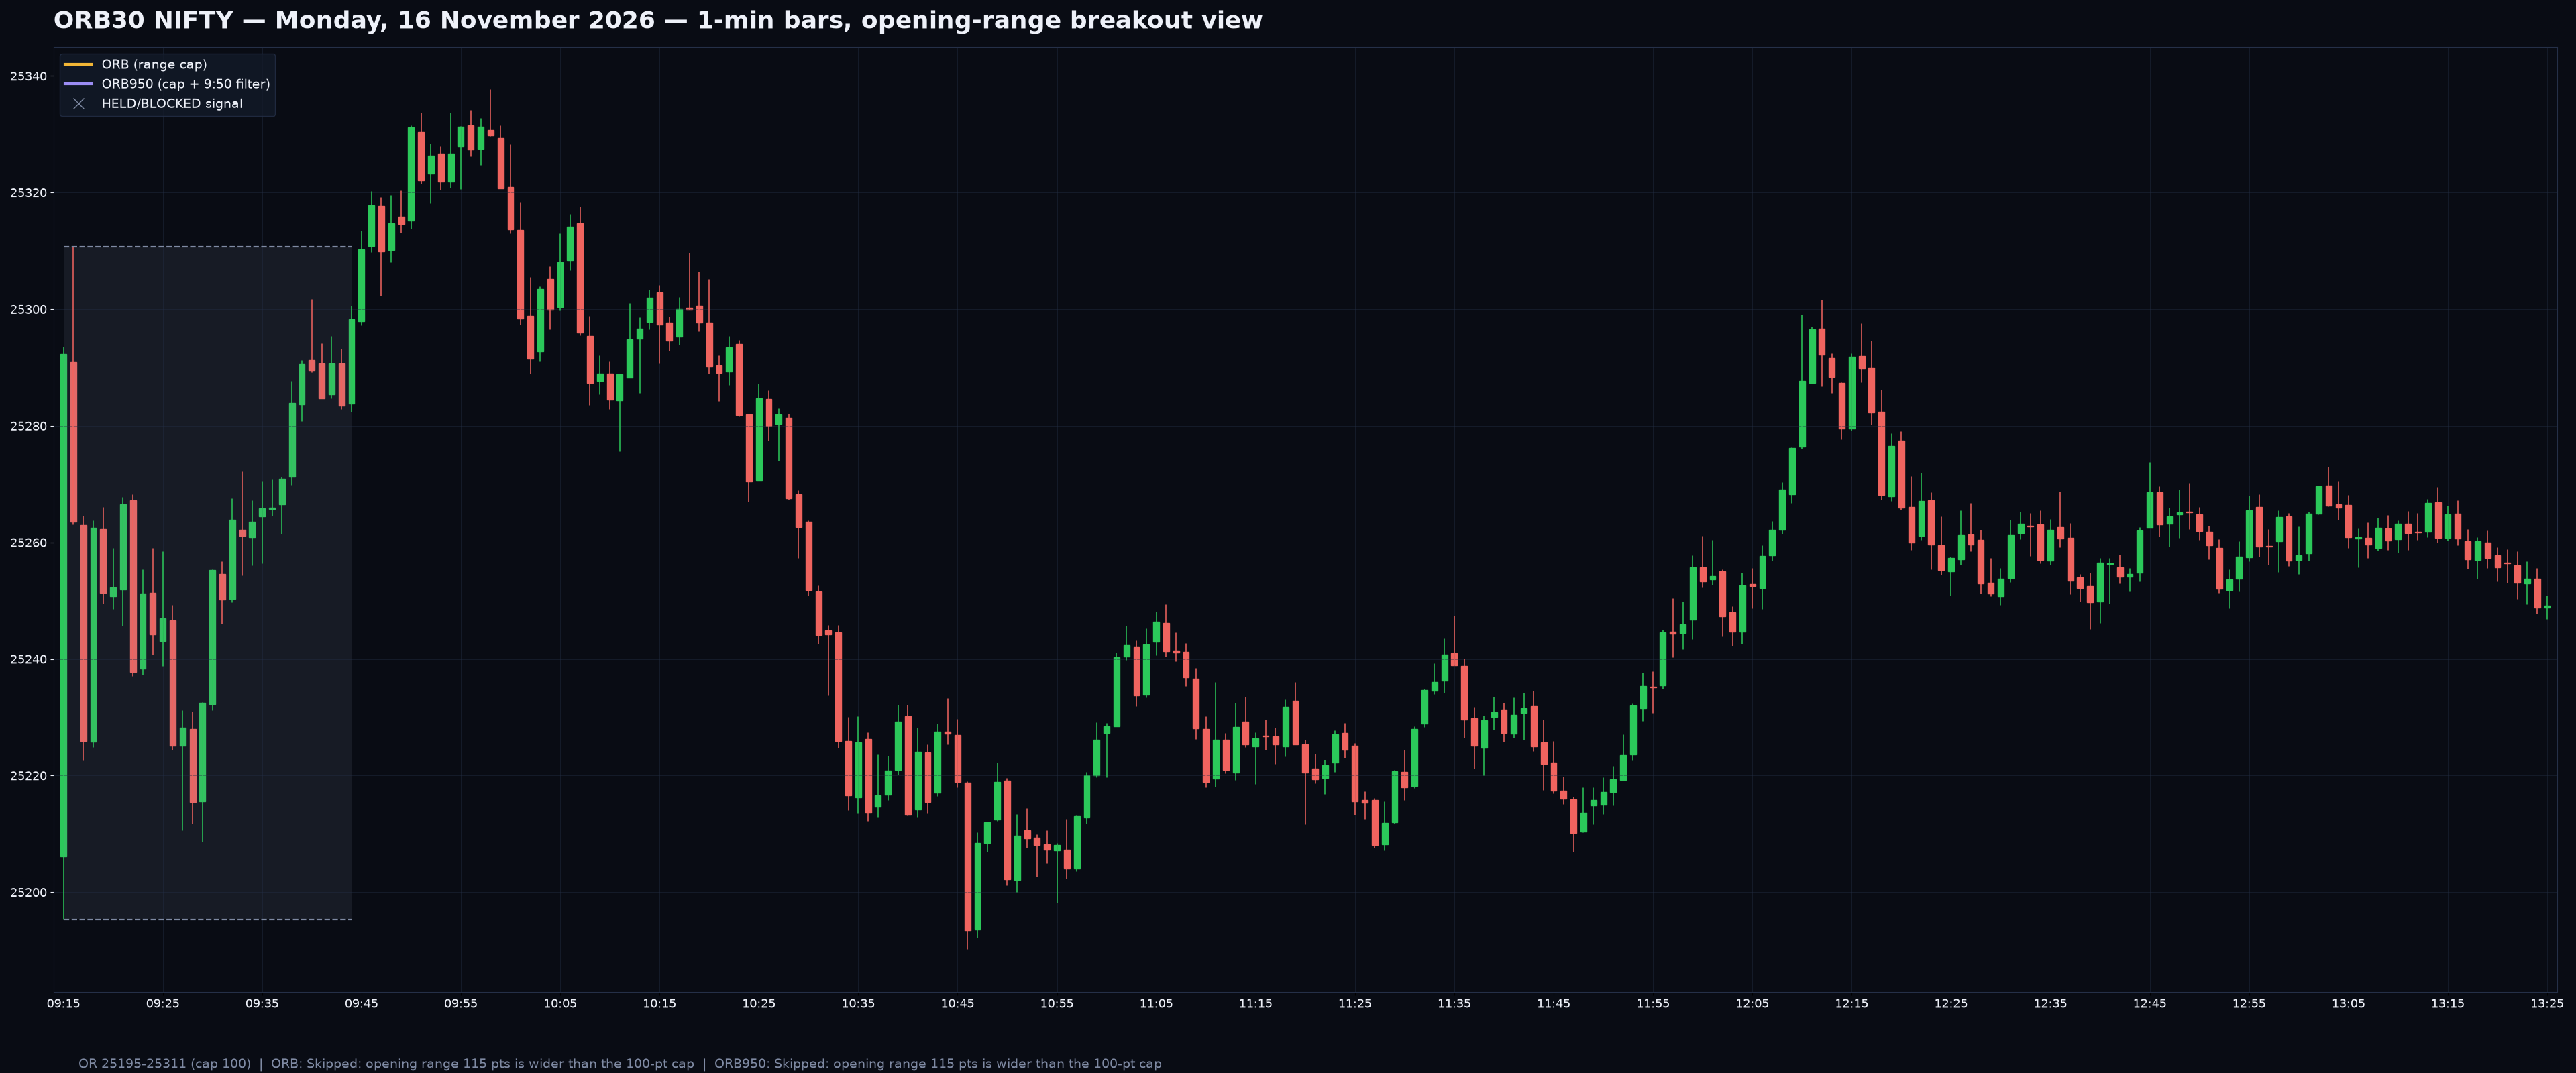 ORB30 NIFTY — Monday, 16 November 2026 — 1-min bars, opening-range breakout view
ORB (range cap)
ORB950 (cap + 9:50 filter)
HELD/BLOCKED signal
25340
25320
25300
25280
25260
25240
25220
25200
09:15 09:25 09:35 09:45 09:55 10:05 10:15 10:25 10:35 10:45 10:55 11:05 11:15 11:25 11:35 11:45 11:55 12:05 12:15 12:25 12:35 12:45 12:55 13:05 13:15 13:25
OR 25195-25311 (cap 100) | ORB: Skipped: opening range 115 pts is wider than the 100-pt cap | ORB950: Skipped: opening range 115 pts is wider than the 100-pt cap